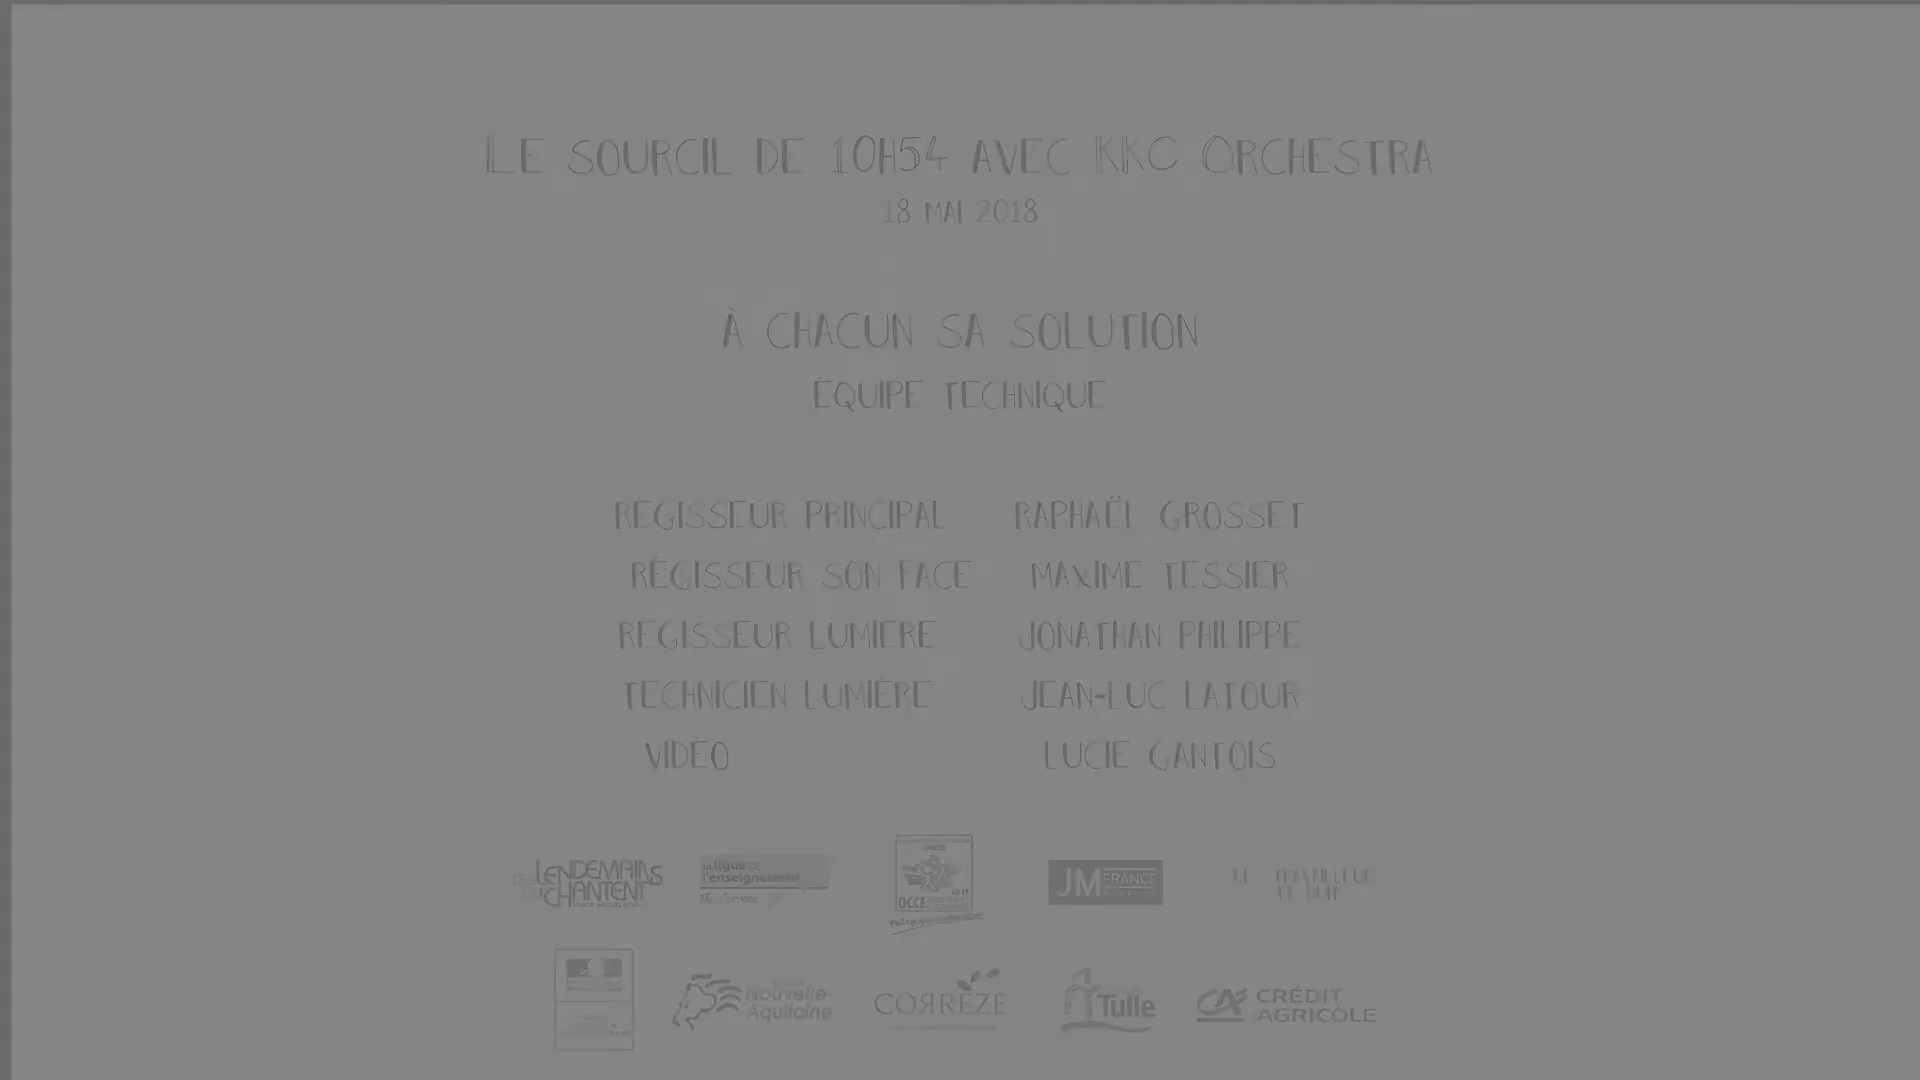 LE SOURCIL DE 10H54 AVEC KKC ORCHESTRA
18 MAI 2018
À CHACUN SA SOLUTION
ÉQUIPE TECHNIQUE
RÉGISSEUR PRINCIPAL RAPHAËL GROSSET
RÉGISSEUR SON FACE MAXIME TESSIER
RÉGISSEUR LUMIÈRE JONATHAN PHILIPPE
TECHNICIEN LUMIÈRE JEAN-LUC LATOUR
VIDÉO LUCIE GANTOIS
LENDEMAINS
CHANTENT
la ligue de
l'enseignement
OCCE
JM FRANCE
Nouvelle-
Aquitaine
CORRÈZE
Tulle
CRÉDIT
AGRICOLE